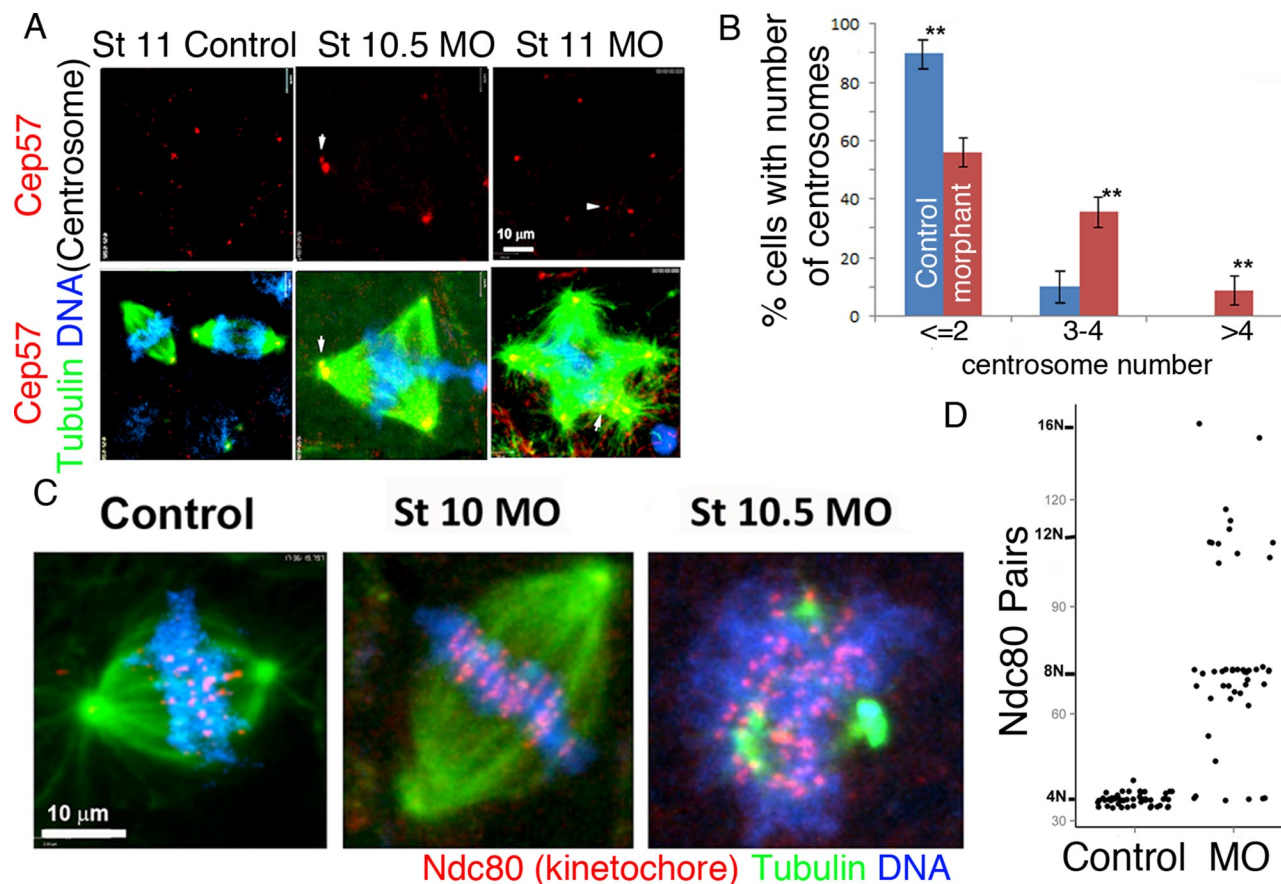 A
St 11 Control St 10.5 MO St 11 MO
Cep57
(Centrosome)
10 µm
Cep57
Tubulin DNA
B
% cells with number
of centrosomes
100
90
80
60
40
20
10
0
**
**
**
Control
morphant
<=2 3-4 >4
centrosome number
C
Control St 10 MO St 10.5 MO
10 µm
Ndc80 (kinetochore) Tubulin DNA
D
Ndc80 Pairs
16N
120
12N
90
8N
60
4N
30
Control MO